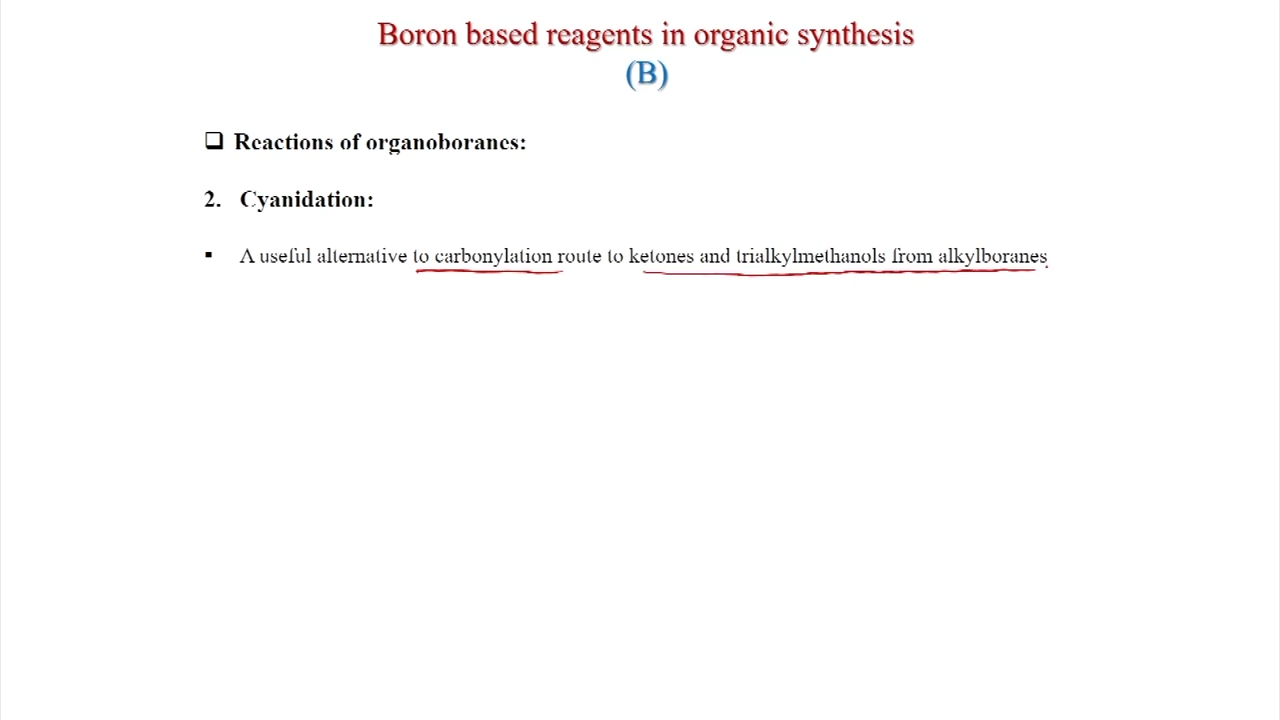 Boron based reagents in organic synthesis
(B)
❑ Reactions of organoboranes:
2. Cyanidation:
▪ A useful alternative to carbonylation route to ketones and trialkylmethanols from alkylboranes